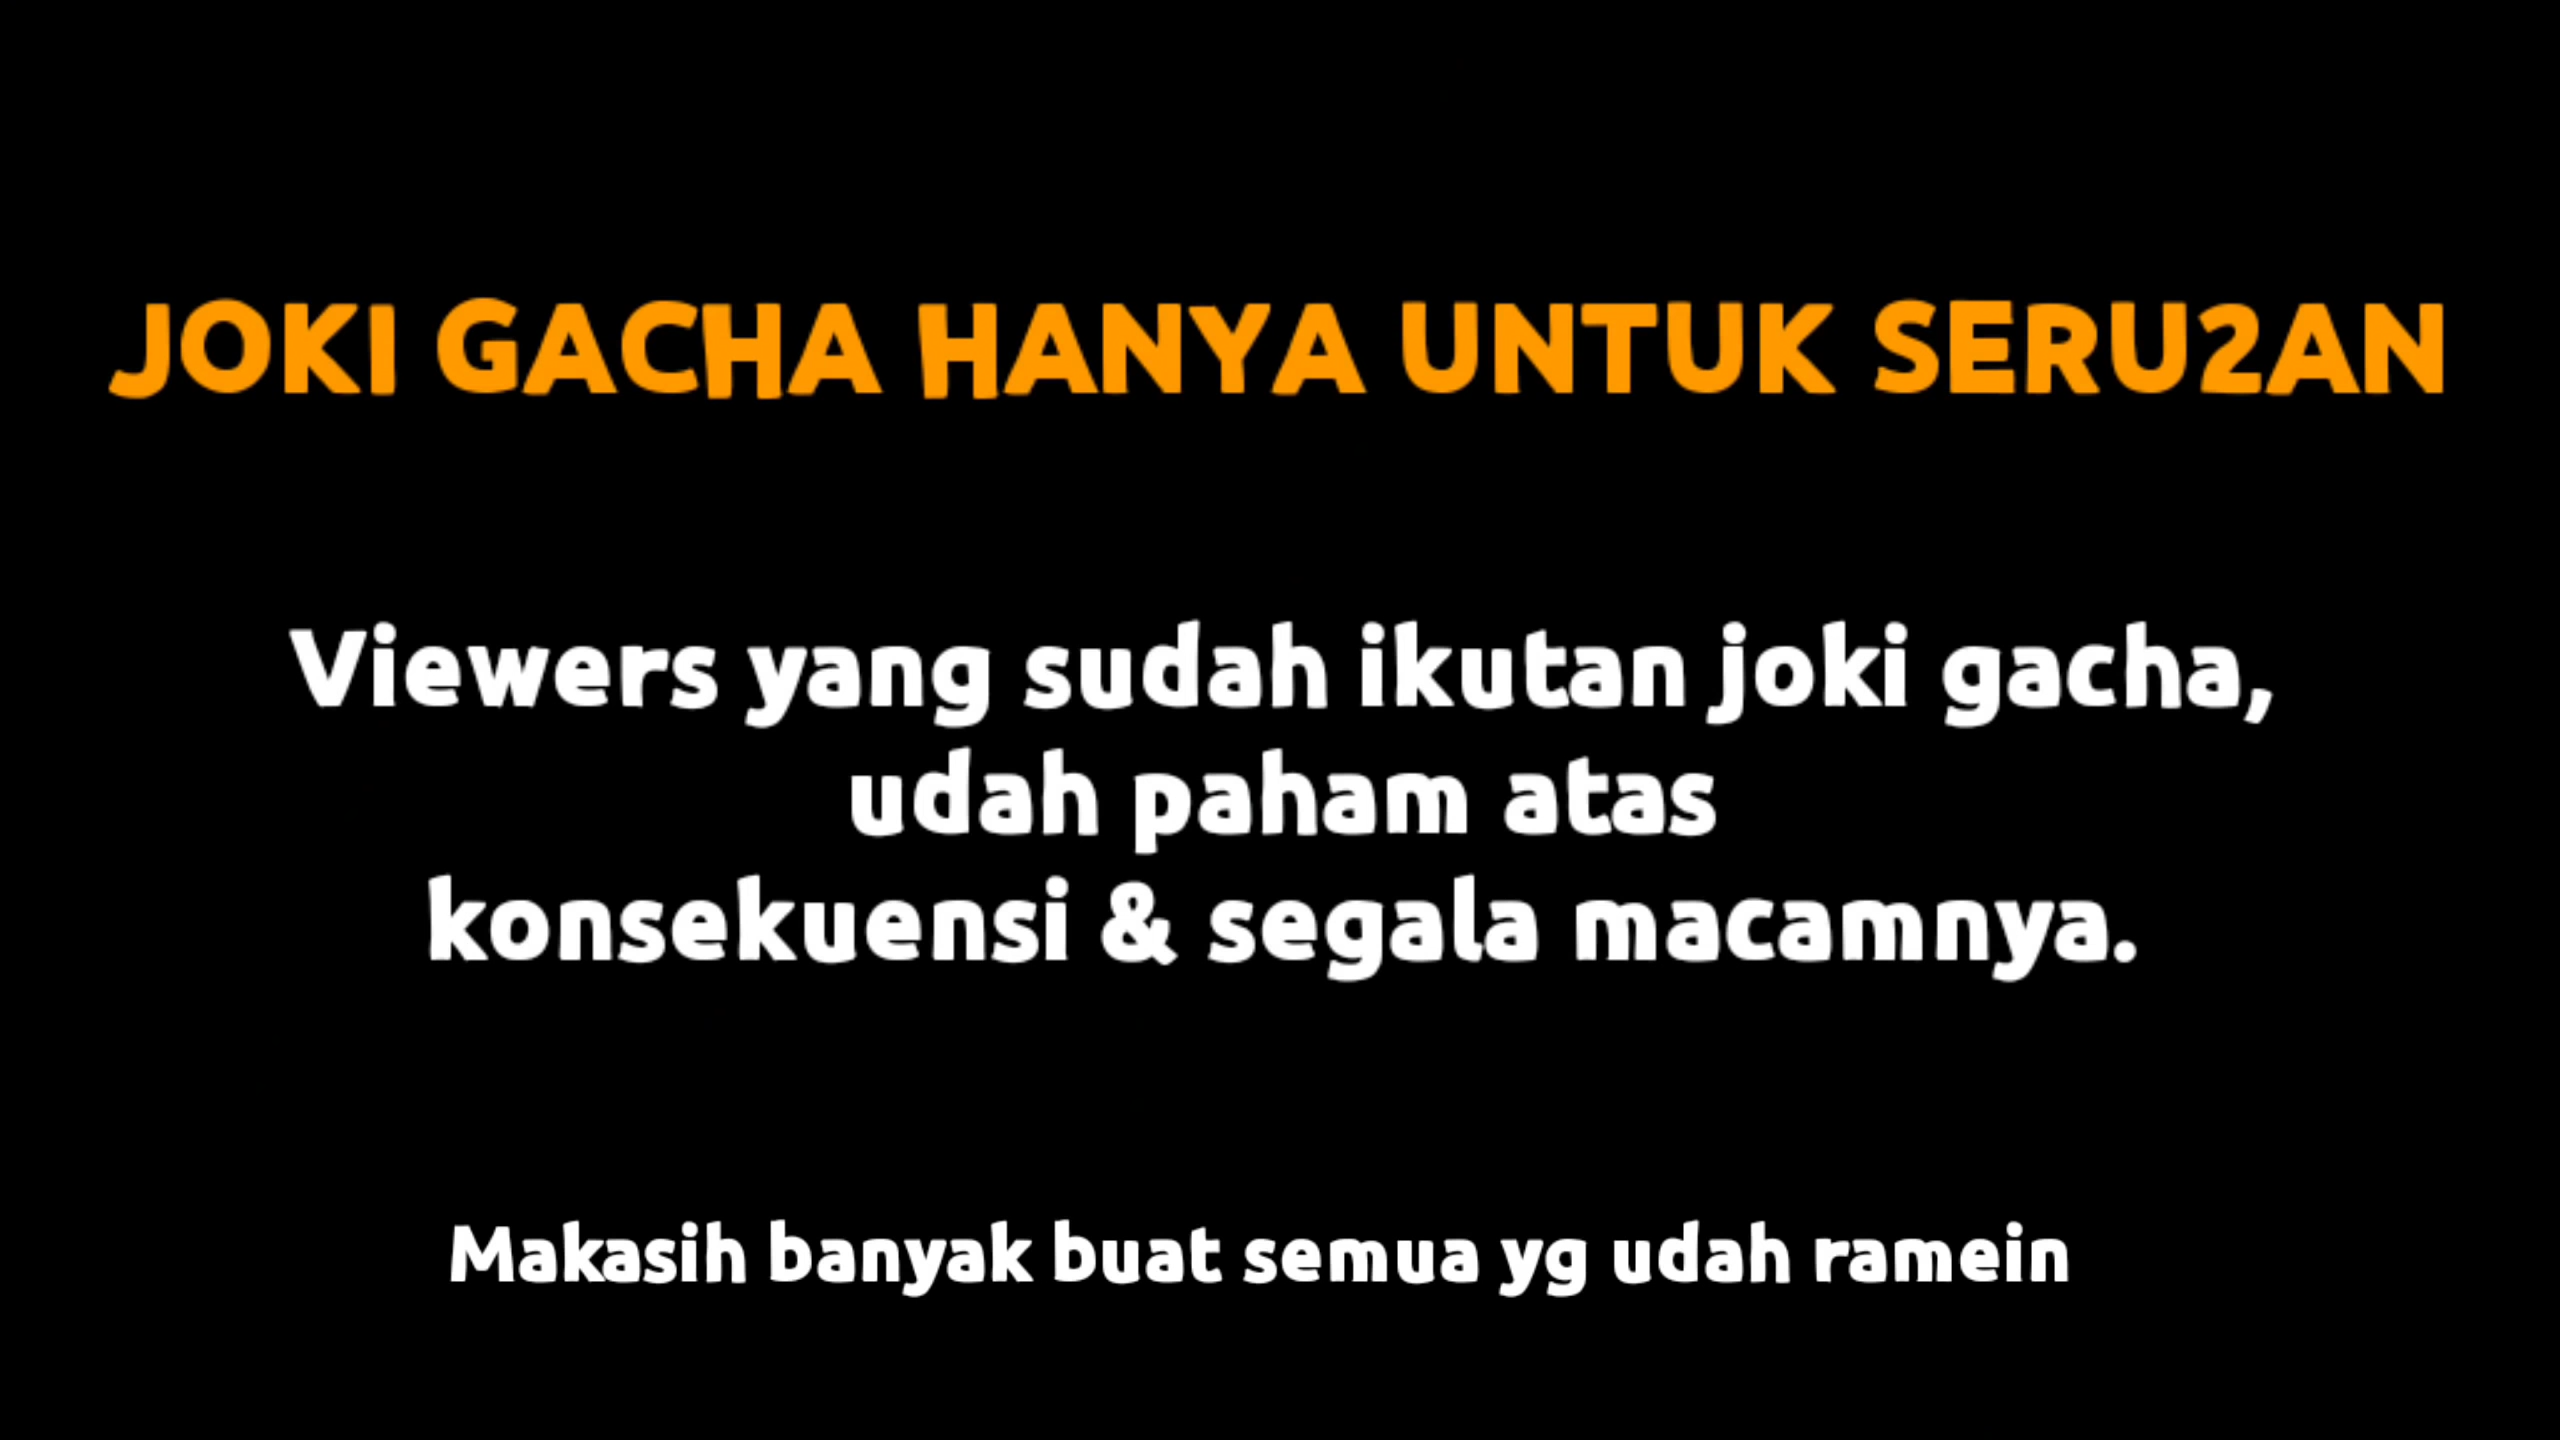 JOKI GACHA HANYA UNTUK SERU2AN
Viewers yang sudah ikutan joki gacha,
udah paham atas
konsekuensi & segala macamnya.
Makasih banyak buat semua yg udah ramein